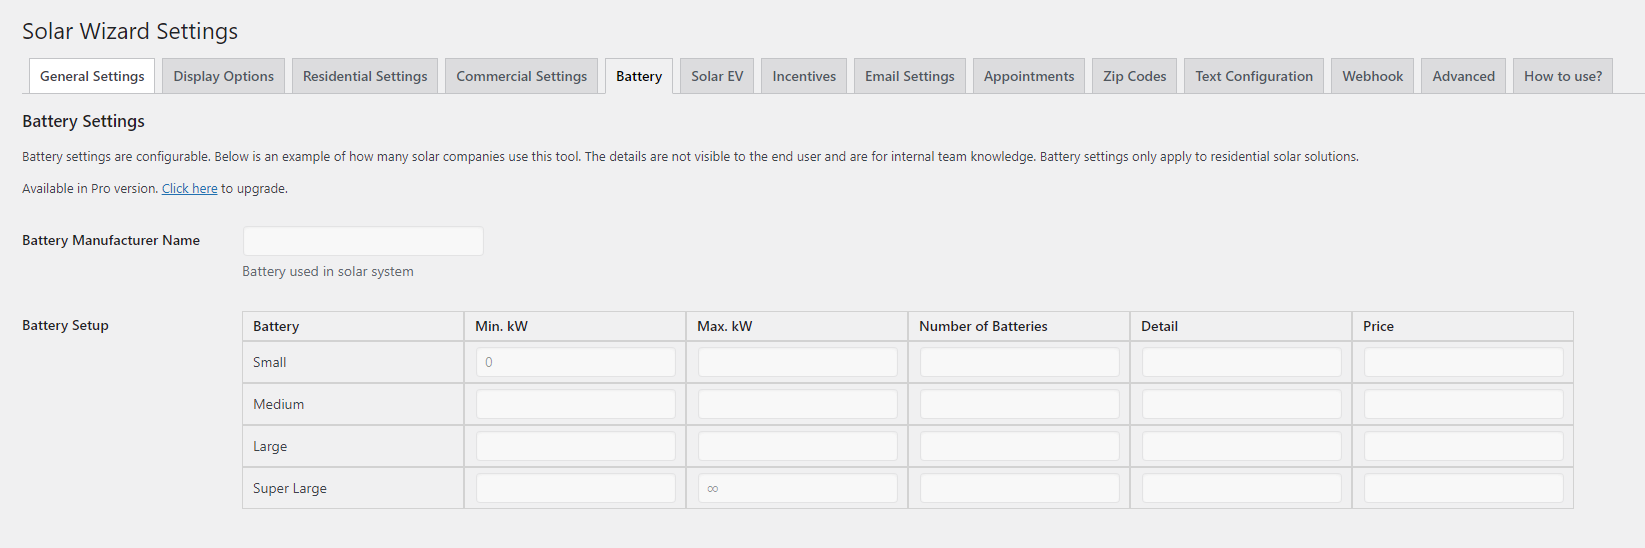 Solar Wizard Settings
General Settings Display Options Residential Settings Commercial Settings Battery Solar EV Incentives Email Settings Appointments Zip Codes Text Configuration Webhook Advanced How to use?
Battery Settings
Battery settings are configurable. Below is an example of how many solar companies use this tool. The details are not visible to the end user and are for internal team knowledge. Battery settings only apply to residential solar solutions.
Available in Pro version. Click here to upgrade.
Battery Manufacturer Name
Battery used in solar system
Battery Setup
Battery Min. kW Max. kW Number of Batteries Detail Price
Small 0
Medium
Large
Super Large ∞